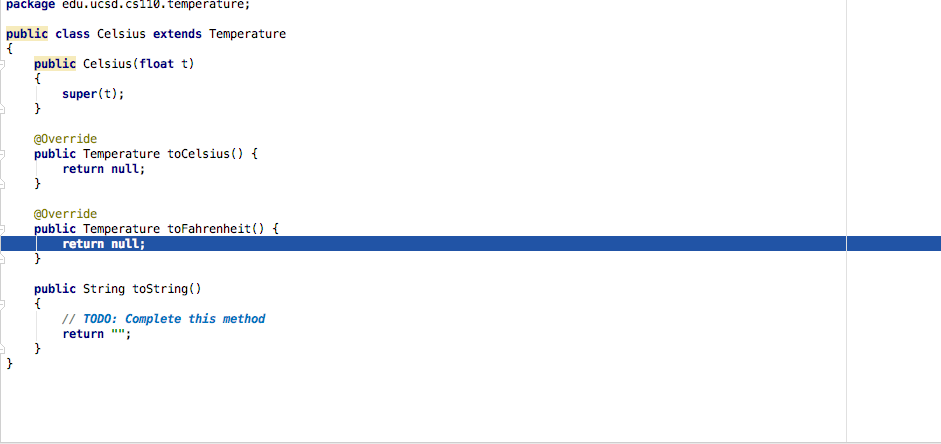 package edu.ucsd.cs110.temperature;
public class Celsius extends Temperature
{
public Celsius(float t)
{
super(t);
}
@Override
public Temperature toCelsius() {
return null;
}
@Override
public Temperature toFahrenheit() {
return null;
}
public String toString()
{
// TODO: Complete this method
return "";
}
}